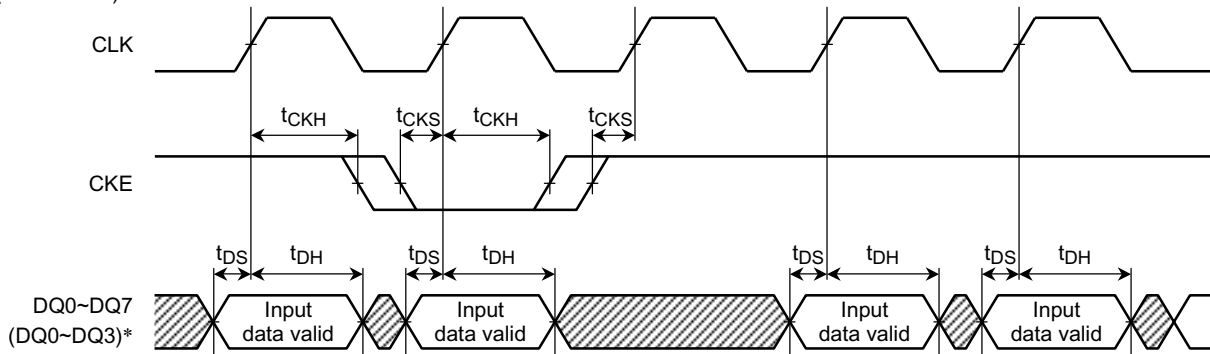 CLK
tCKH tCKS tCKH tCKS
CKE
tDS tDH tDS tDH tDS tDH tDS tDH
DQ0~DQ7
(DQ0~DQ3)*
Input data valid
Input data valid
Input data valid
Input data valid